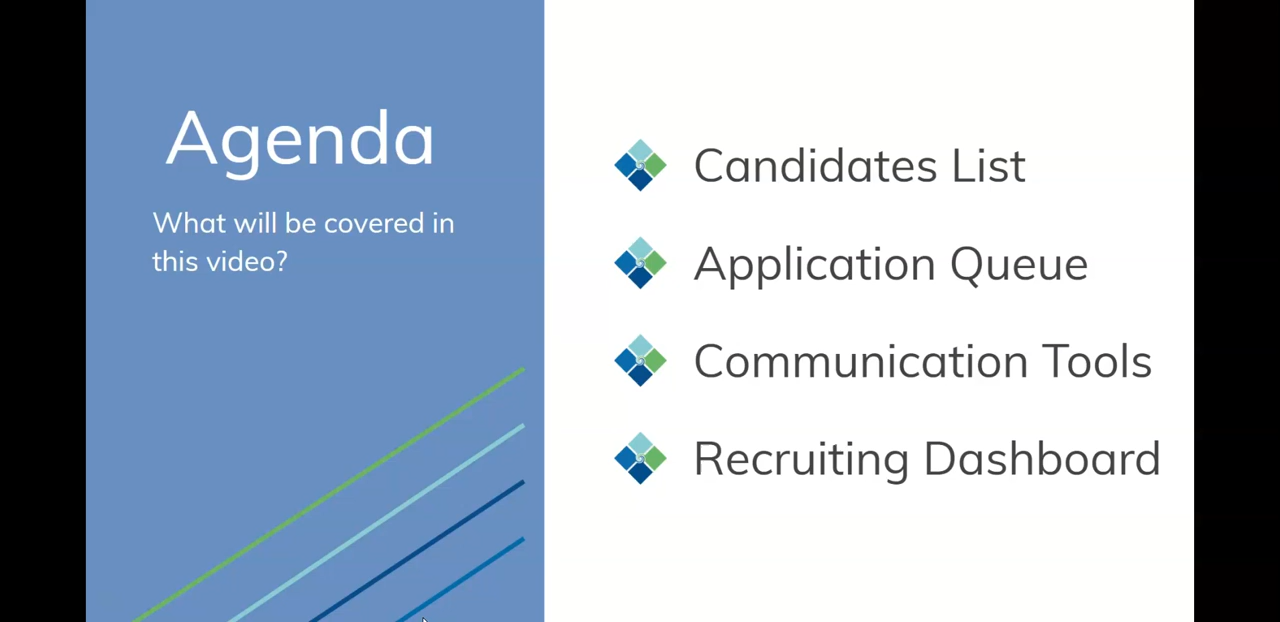 Agenda
What will be covered in
this video?
Candidates List
Application Queue
Communication Tools
Recruiting Dashboard